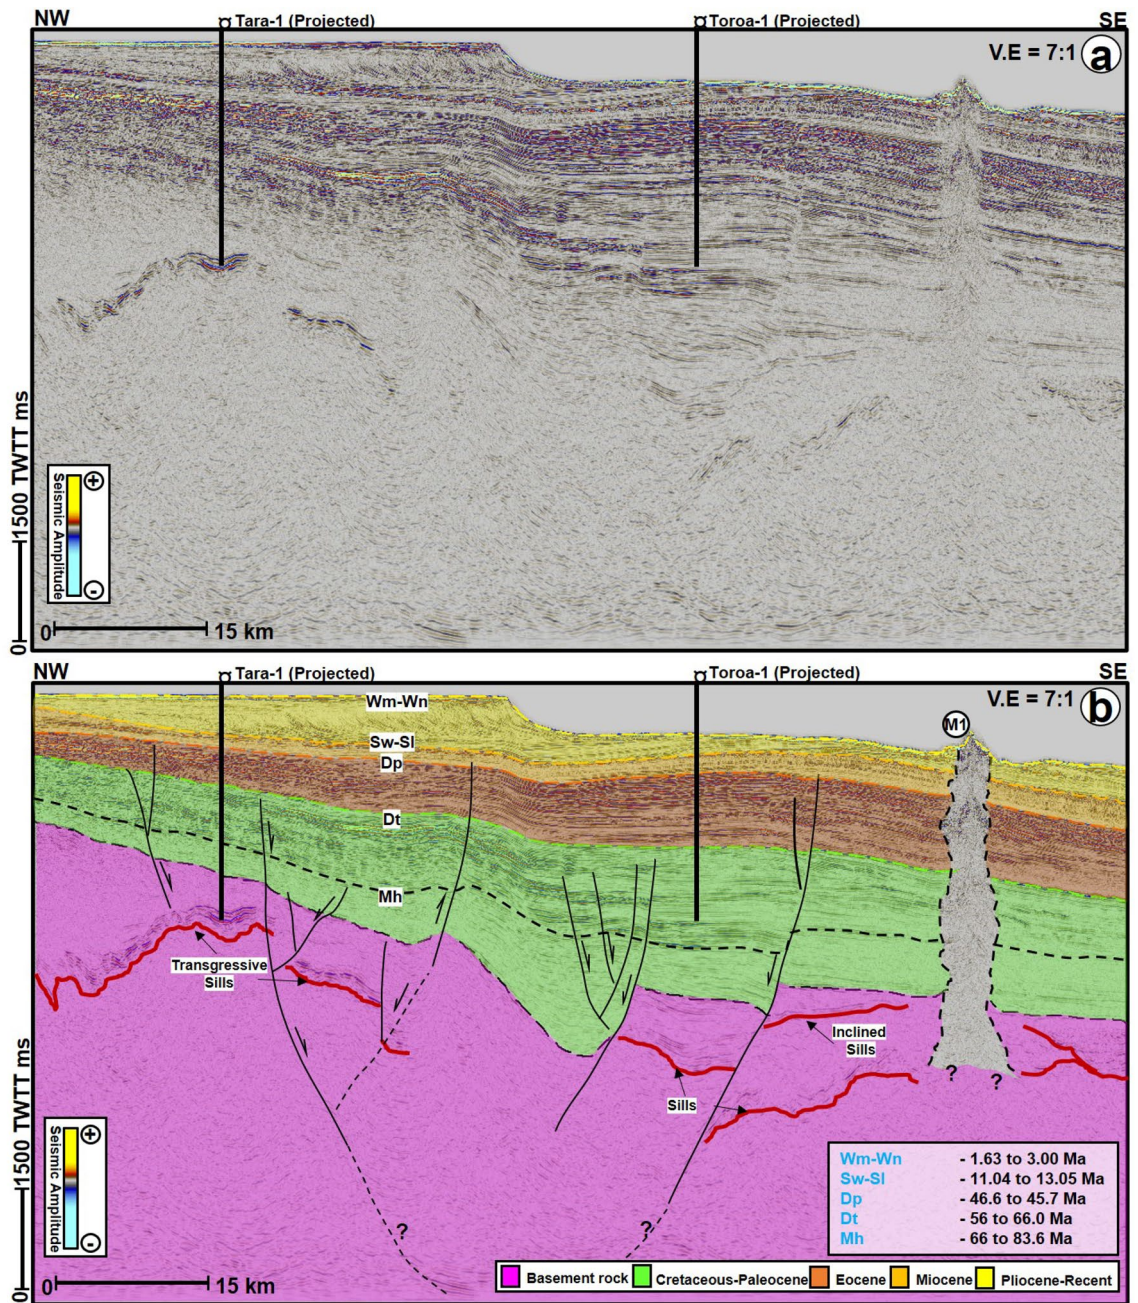 NW
¤ Tara-1 (Projected)
¤ Toroa-1 (Projected)
SE
V.E = 7:1
a
1500 TWTT ms
0
Seismic Amplitude
+
-
0
15 km
NW
¤ Tara-1 (Projected)
¤ Toroa-1 (Projected)
SE
V.E = 7:1
b
M1
Wm-Wn
Sw-Sl
Dp
Dt
Mh
Transgressive
Sills
Inclined
Sills
Sills
?
?
?
?
1500 TWTT ms
0
Seismic Amplitude
+
-
0
15 km
Wm-Wn - 1.63 to 3.00 Ma
Sw-Sl - 11.04 to 13.05 Ma
Dp - 46.6 to 45.7 Ma
Dt - 56 to 66.0 Ma
Mh - 66 to 83.6 Ma
Basement rock Cretaceous-Paleocene Eocene Miocene Pliocene-Recent